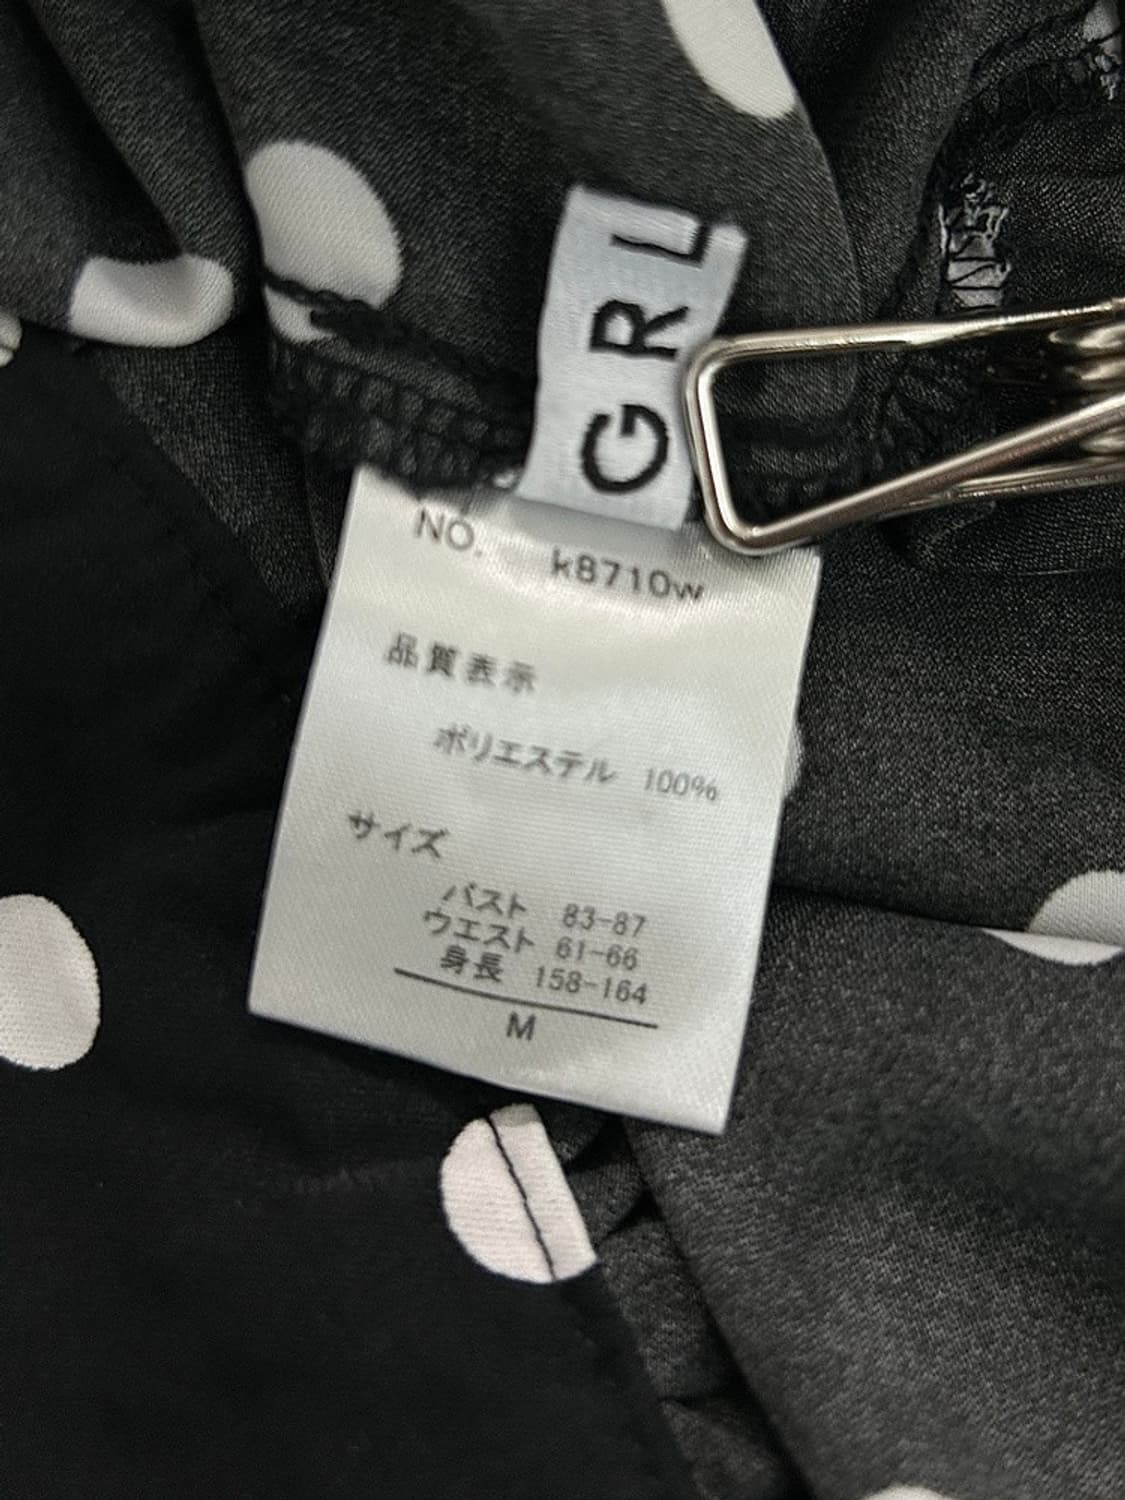 GRL
NO. k8710w
品質表示
ポリエステル 100%
サイズ
バスト 83-87
ウエスト 61-66
身長 158-164
M